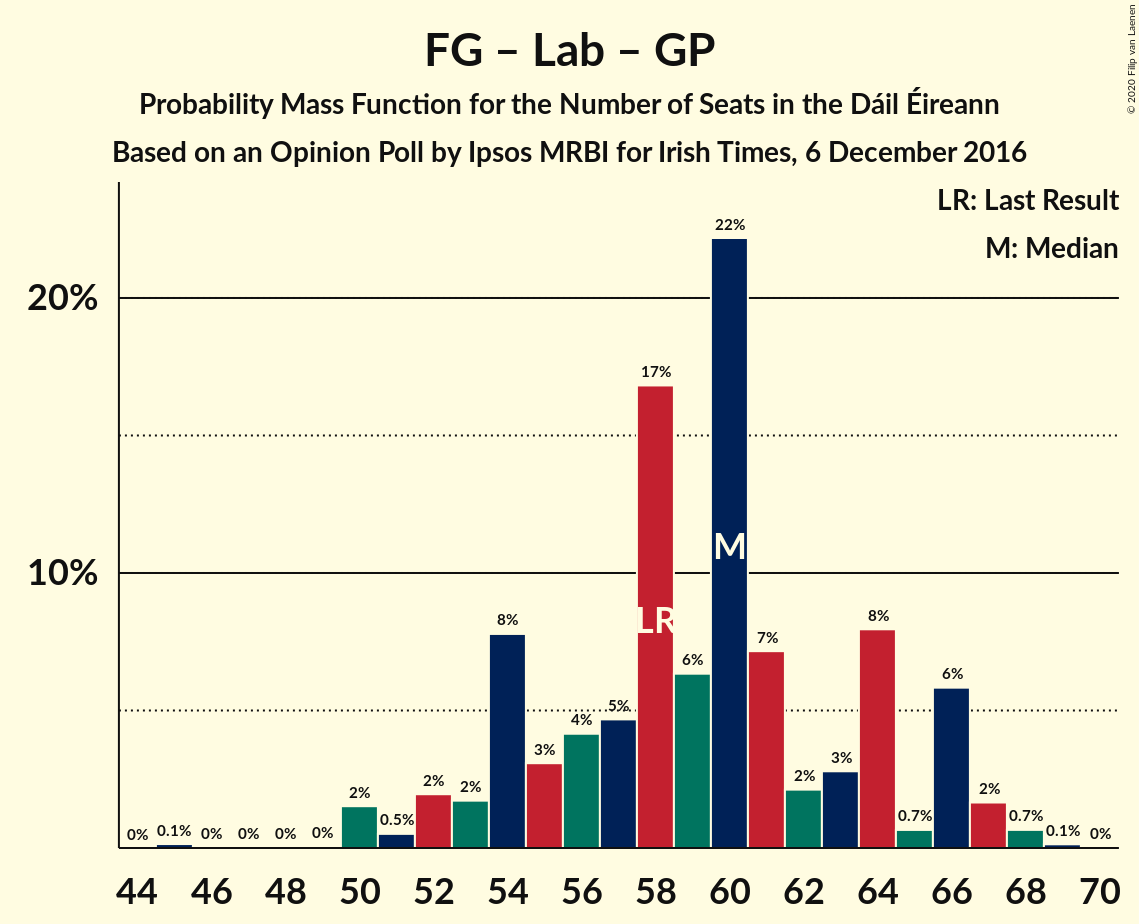 FG – Lab – GP
Probability Mass Function for the Number of Seats in the Dáil Éireann
Based on an Opinion Poll by Ipsos MRBI for Irish Times, 6 December 2016
© 2020 Filip van Laenen
LR: Last Result
M: Median
20%
10%
0% 0.1% 0% 0% 0% 0% 2% 0.5% 2% 2% 8% 3% 4% 5% 17% 6% 22% 7% 2% 3% 8% 0.7% 6% 2% 0.7% 0.1% 0%
LR
M
44 46 48 50 52 54 56 58 60 62 64 66 68 70